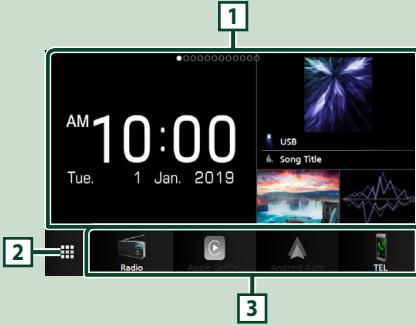 1
AM 10:00
Tue. 1 Jan. 2019
USB
Song Title
2
Radio
Apple CarPlay
Android Auto
TEL
3